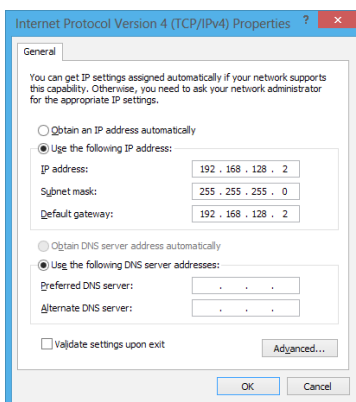 Internet Protocol Version 4 (TCP/IPv4) Properties ? ×
General
You can get IP settings assigned automatically if your network supports
this capability. Otherwise, you need to ask your network administrator
for the appropriate IP settings.
Obtain an IP address automatically
Use the following IP address:
IP address: 192 . 168 . 128 . 2
Subnet mask: 255 . 255 . 255 . 0
Default gateway: 192 . 168 . 128 . 2
Obtain DNS server address automatically
Use the following DNS server addresses:
Preferred DNS server: . . .
Alternate DNS server: . . .
Validate settings upon exit
Advanced...
OK Cancel